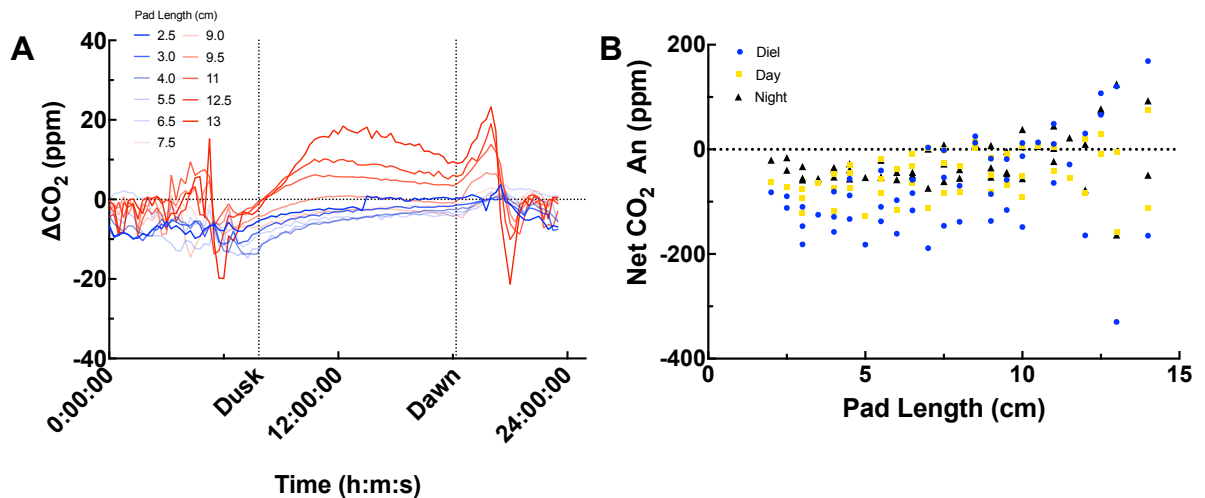 A
Pad Length (cm)
2.5 9.0
3.0 9.5
4.0 11
5.5 12.5
6.5 13
7.5
40
20
0
-20
-40
ΔCO2 (ppm)
0:00:00
Dusk
12:00:00
Dawn
24:00:00
Time (h:m:s)
B
Diel
Day
Night
200
0
-200
-400
Net CO2 An (ppm)
0 5 10 15
Pad Length (cm)